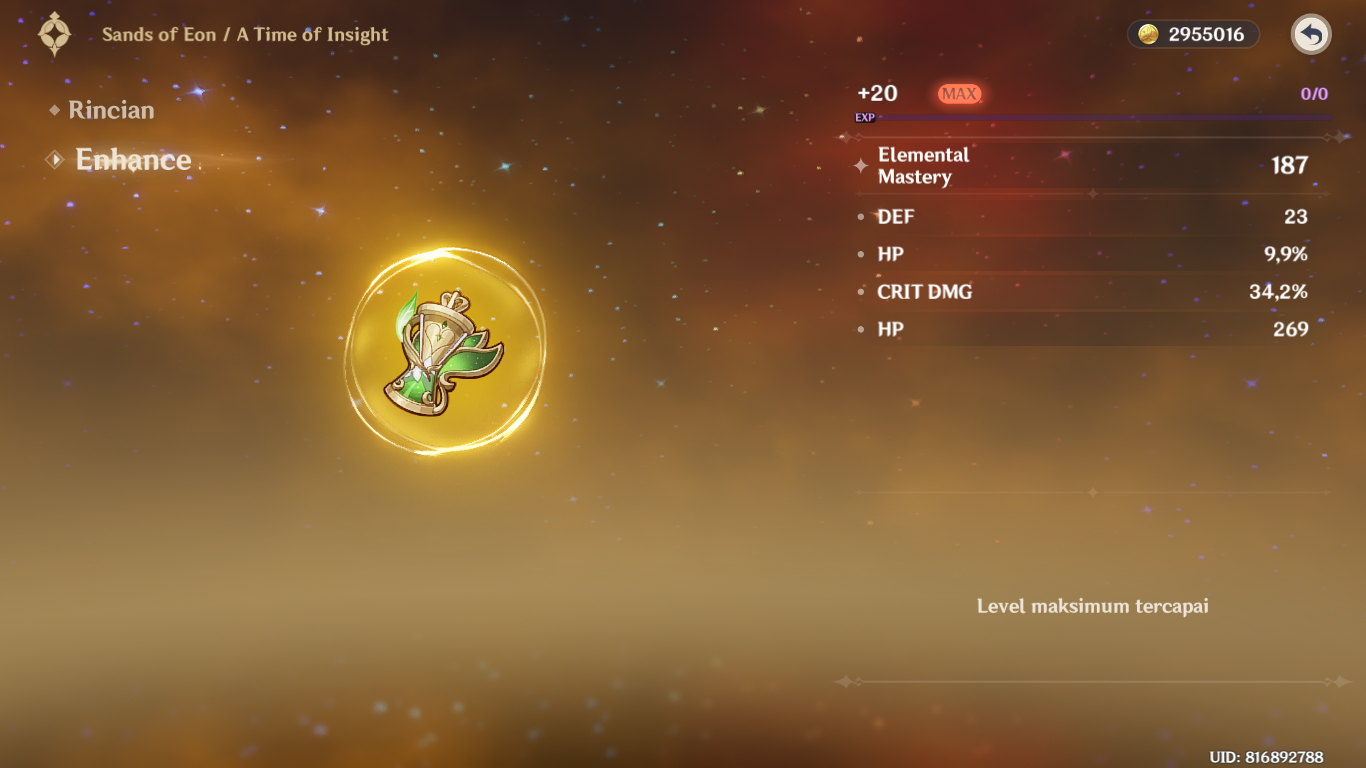 Sands of Eon / A Time of Insight
2955016
Rincian
Enhance
+20 MAX 0/0
EXP
Elemental
Mastery
187
DEF 23
HP 9,9%
CRIT DMG 34,2%
HP 269
Level maksimum tercapai
UID: 816892788